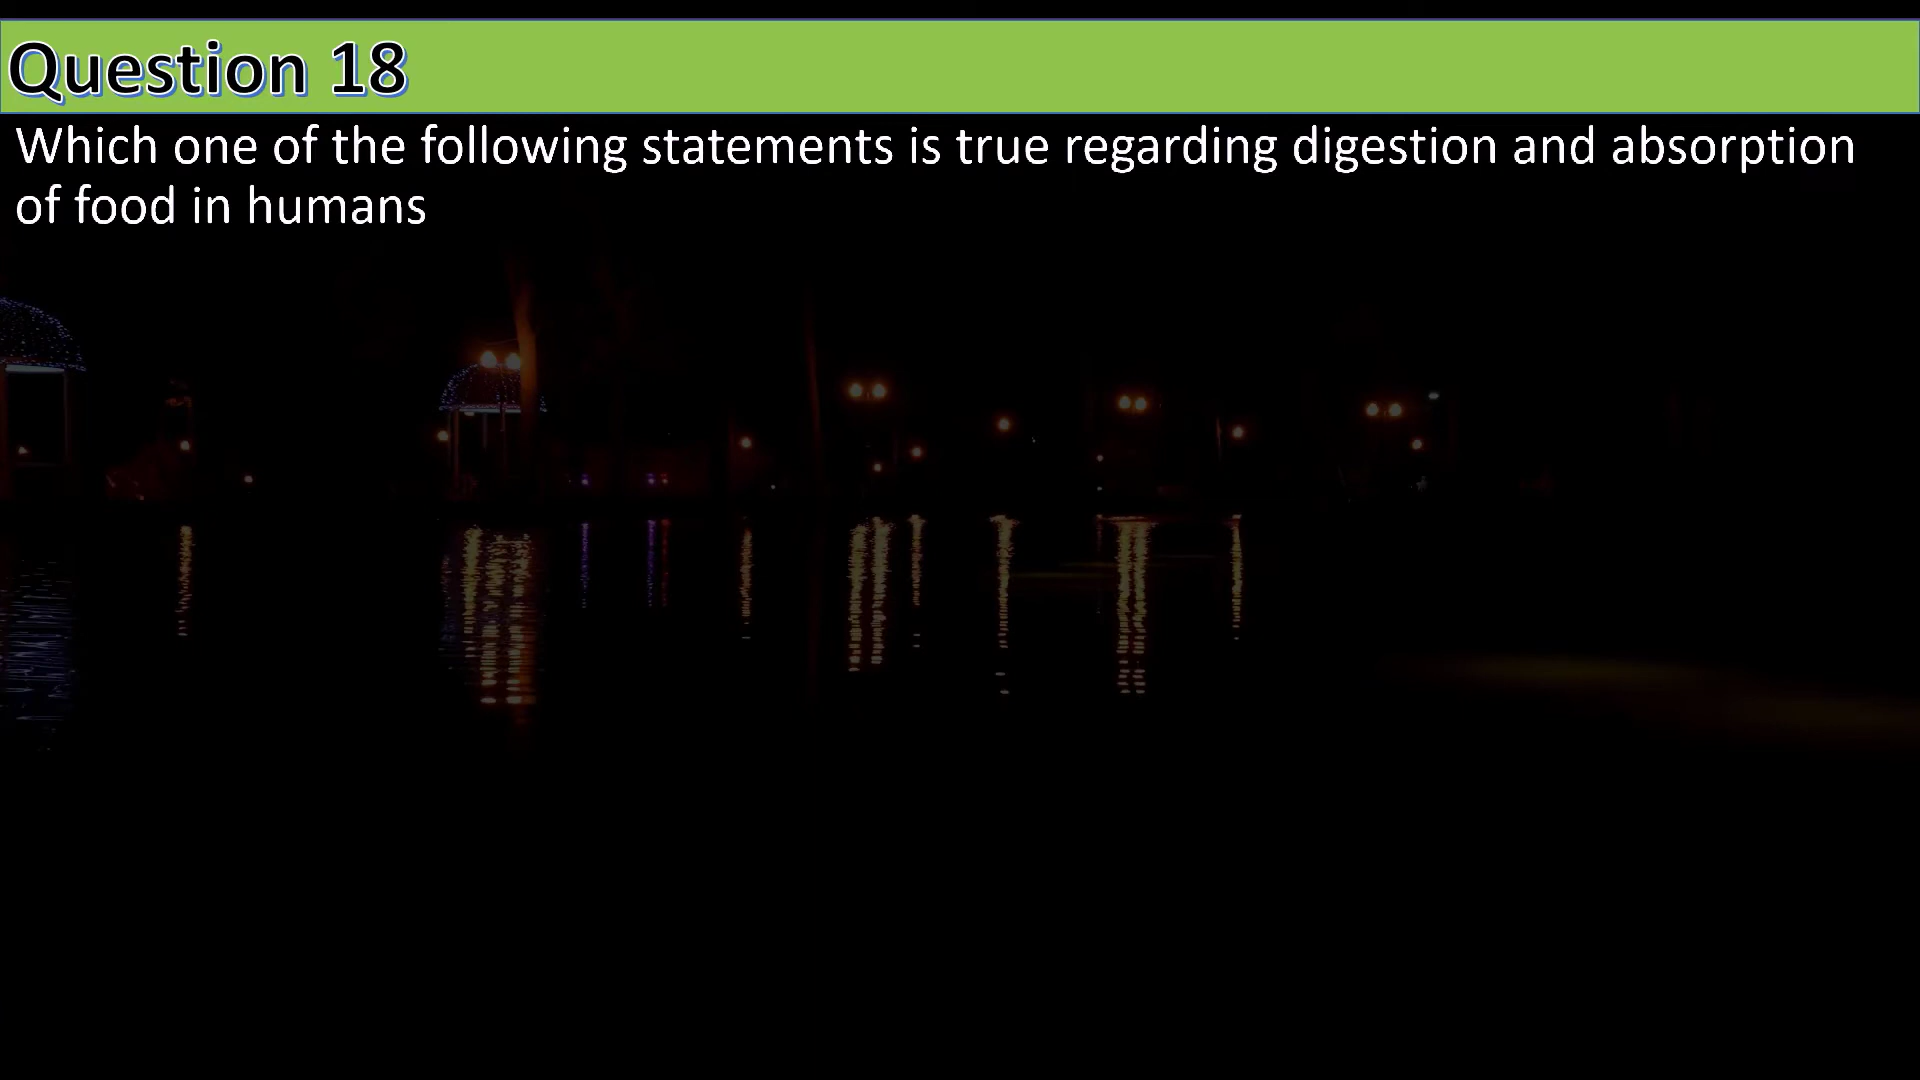 Question 18
Which one of the following statements is true regarding digestion and absorption
of food in humans